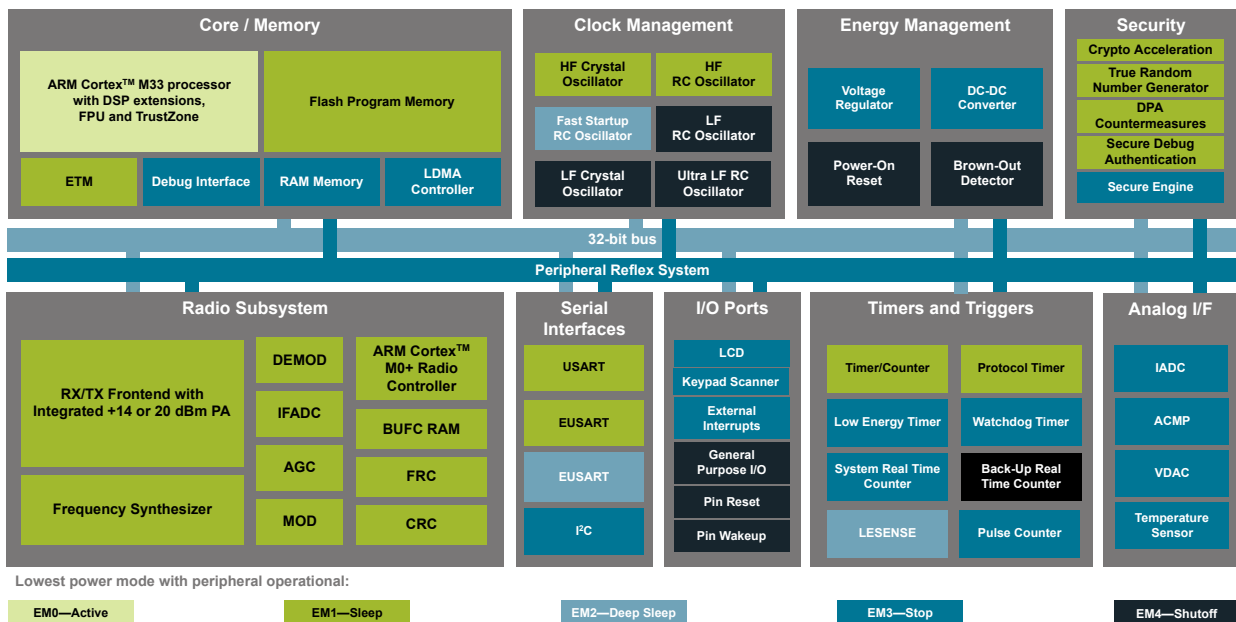 Core / Memory
ARM Cortex™ M33 processor
with DSP extensions,
FPU and TrustZone
Flash Program Memory
ETM
Debug Interface
RAM Memory
LDMA
Controller
Clock Management
HF Crystal
Oscillator
HF
RC Oscillator
Fast Startup
RC Oscillator
LF
RC Oscillator
LF Crystal
Oscillator
Ultra LF RC
Oscillator
Energy Management
Voltage
Regulator
DC-DC
Converter
Power-On
Reset
Brown-Out
Detector
Security
Crypto Acceleration
True Random
Number Generator
DPA
Countermeasures
Secure Debug
Authentication
Secure Engine
32-bit bus
Peripheral Reflex System
Radio Subsystem
RX/TX Frontend with
Integrated +14 or 20 dBm PA
Frequency Synthesizer
DEMOD
IFADC
AGC
MOD
ARM Cortex™
M0+ Radio
Controller
BUFC RAM
FRC
CRC
Serial
Interfaces
USART
EUSART
EUSART
I²C
I/O Ports
LCD
Keypad Scanner
External
Interrupts
General
Purpose I/O
Pin Reset
Pin Wakeup
Timers and Triggers
Timer/Counter
Protocol Timer
Low Energy Timer
Watchdog Timer
System Real Time
Counter
Back-Up Real
Time Counter
LESENSE
Pulse Counter
Analog I/F
IADC
ACMP
VDAC
Temperature
Sensor
Lowest power mode with peripheral operational:
EM0—Active
EM1—Sleep
EM2—Deep Sleep
EM3—Stop
EM4—Shutoff